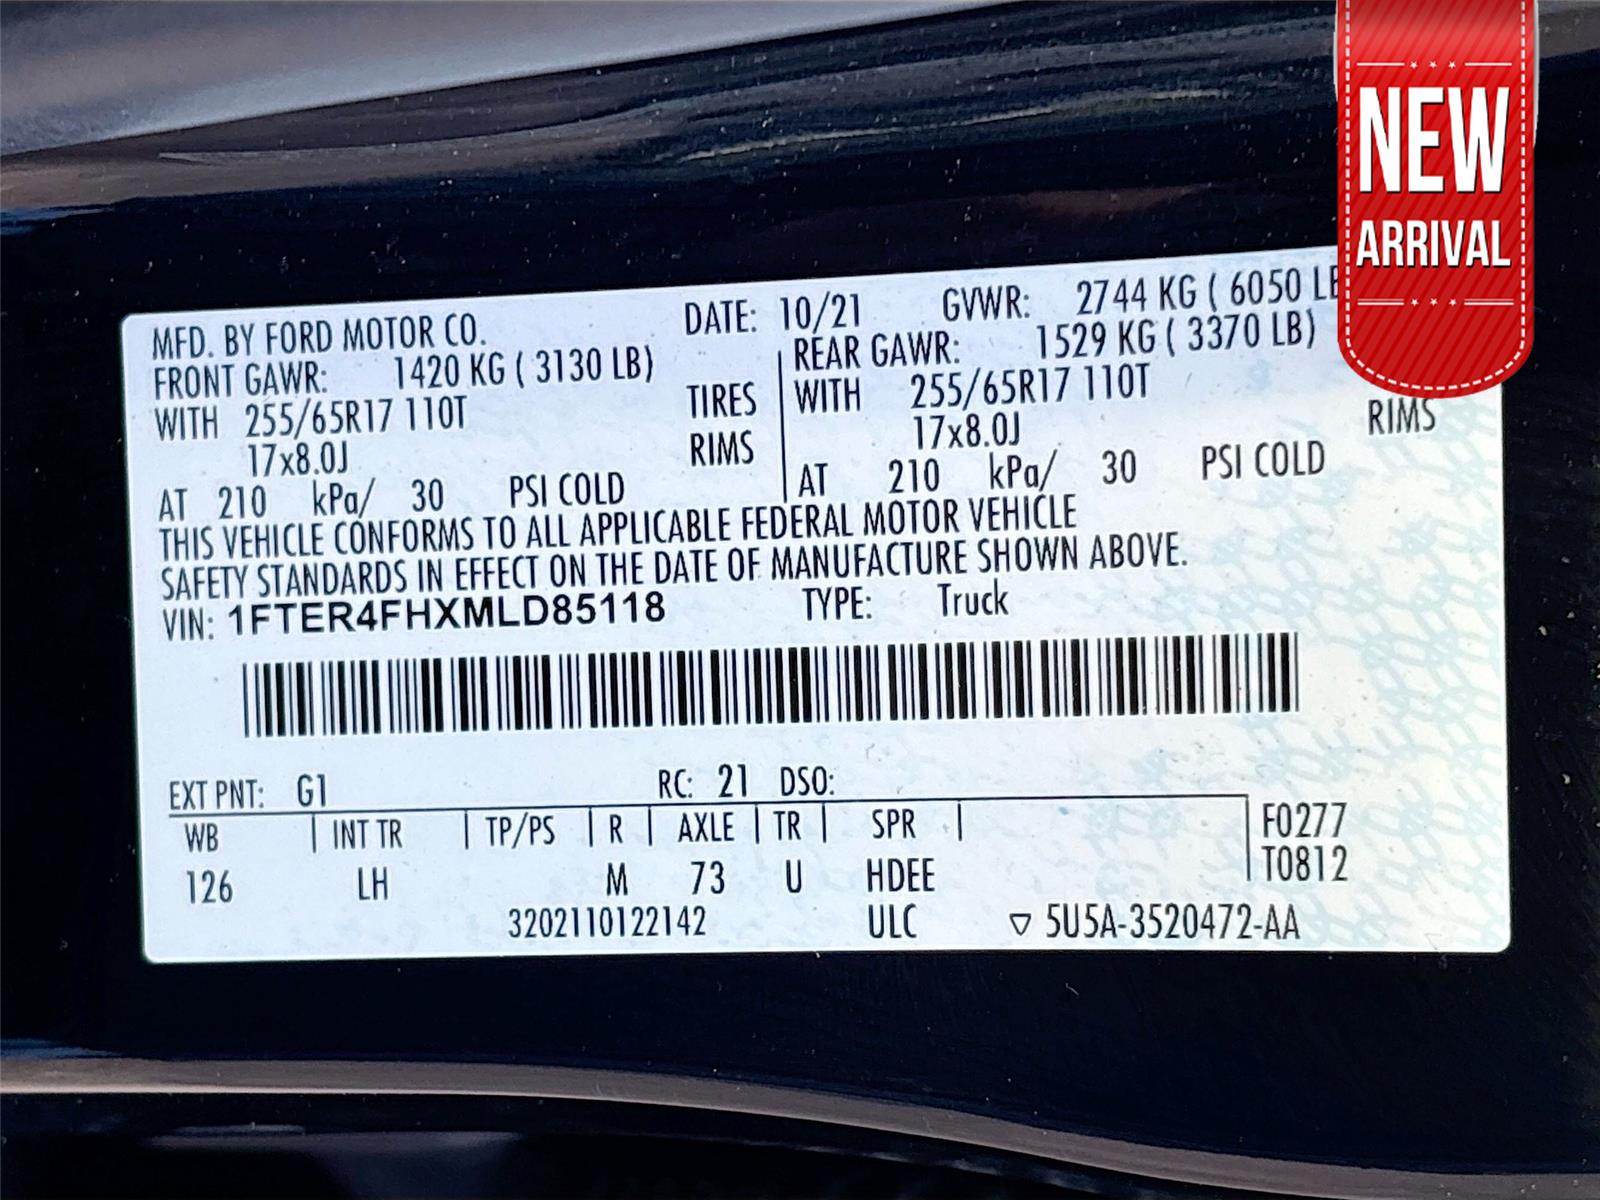 NEW
ARRIVAL
MFD. BY FORD MOTOR CO. DATE: 10/21 GVWR: 2744 KG ( 6050 LB
FRONT GAWR: 1420 KG ( 3130 LB) REAR GAWR: 1529 KG ( 3370 LB)
WITH 255/65R17 110T TIRES WITH 255/65R17 110T
17x8.0J RIMS 17x8.0J RIMS
AT 210 kPa/ 30 PSI COLD AT 210 kPa/ 30 PSI COLD
THIS VEHICLE CONFORMS TO ALL APPLICABLE FEDERAL MOTOR VEHICLE
SAFETY STANDARDS IN EFFECT ON THE DATE OF MANUFACTURE SHOWN ABOVE.
VIN: 1FTER4FHXMLD85118 TYPE: Truck
EXT PNT: G1 RC: 21 DSO:
WB INT TR TP/PS R AXLE TR SPR F0277
126 LH M 73 U HDEE T0812
3202110122142 ULC ▽ 5U5A-3520472-AA